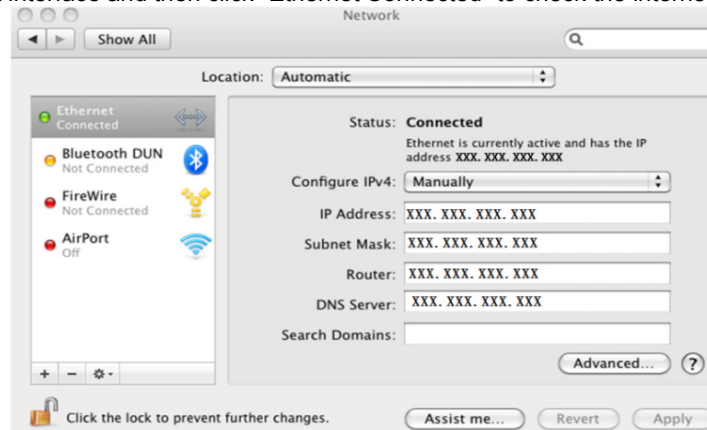 interface and then click "Ethernet Connected" to check the interne
Network
Show All
Location: Automatic
Ethernet
Connected
Bluetooth DUN
Not Connected
FireWire
Not Connected
AirPort
Off
Status: Connected
Ethernet is currently active and has the IP
address XXX. XXX. XXX. XXX
Configure IPv4: Manually
IP Address: XXX. XXX. XXX. XXX
Subnet Mask: XXX. XXX. XXX. XXX
Router: XXX. XXX. XXX. XXX
DNS Server: XXX. XXX. XXX. XXX
Search Domains:
Advanced... ?
+ −
Click the lock to prevent further changes.
Assist me... Revert Apply